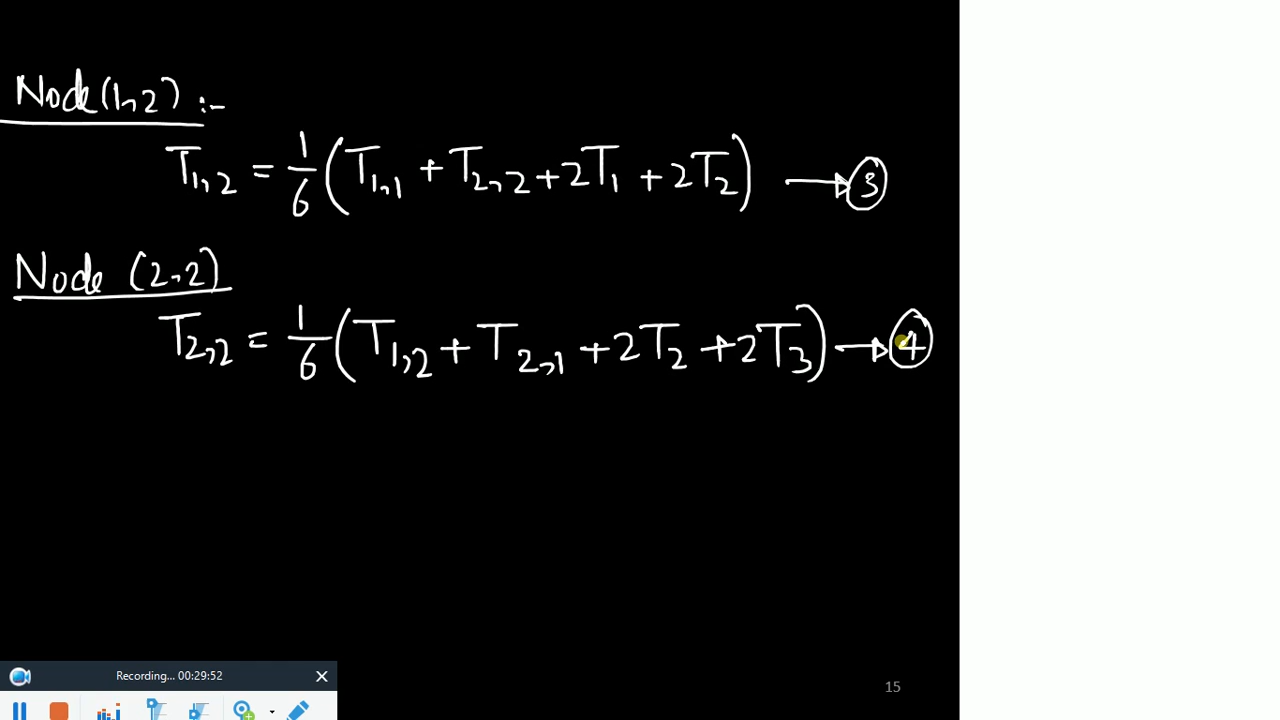 Node(1,2) :-
T1,2 = 1/6 (T1,1 + T2,2 + 2T1 + 2T2) → 3
Node (2,2)
T2,2 = 1/6 (T1,2 + T2,1 + 2T2 + 2T3) → 4
Recording... 00:29:52
15